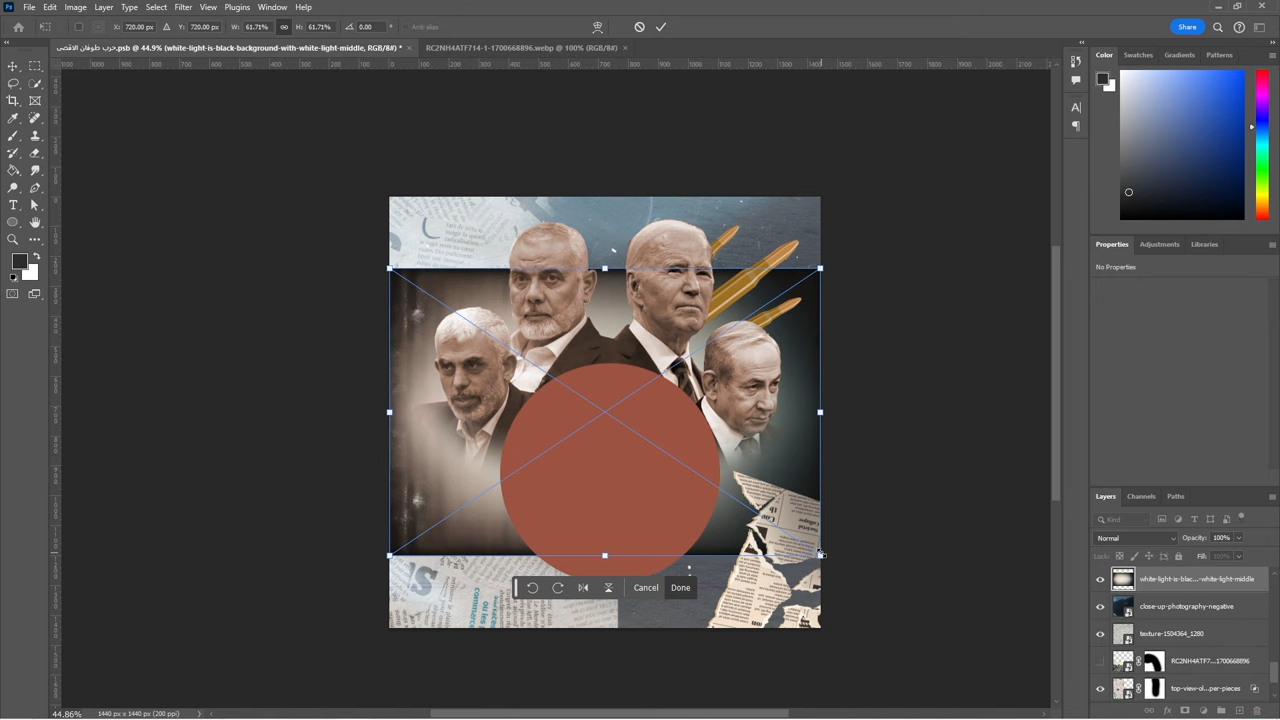 File Edit Image Layer Type Select Filter View Plugins Window Help
X: 720.00 px Y: 720.00 px W: 61.71% H: 61.71% 0.00 ° Anti-alias Share
حرب طوفان الاقصى.psb @ 44.9% (white-light-is-black-background-with-white-light-middle, RGB/8#) * × RC2NH4ATF714-1-1700668896.webp @ 100% (RGB/8#) ×
Color Swatches Gradients Patterns
Properties Adjustments Libraries
No Properties
Cancel Done
Layers Channels Paths
Kind
Normal Opacity: 100%
Lock: Fill: 100%
white-light-is-blac...-white-light-middle
close-up-photography-negative
texture-1504364_1280
RC2NH4ATF7...1700668896
top-view-ol...per-pieces
44.86% 1440 px x 1440 px (200 ppi)